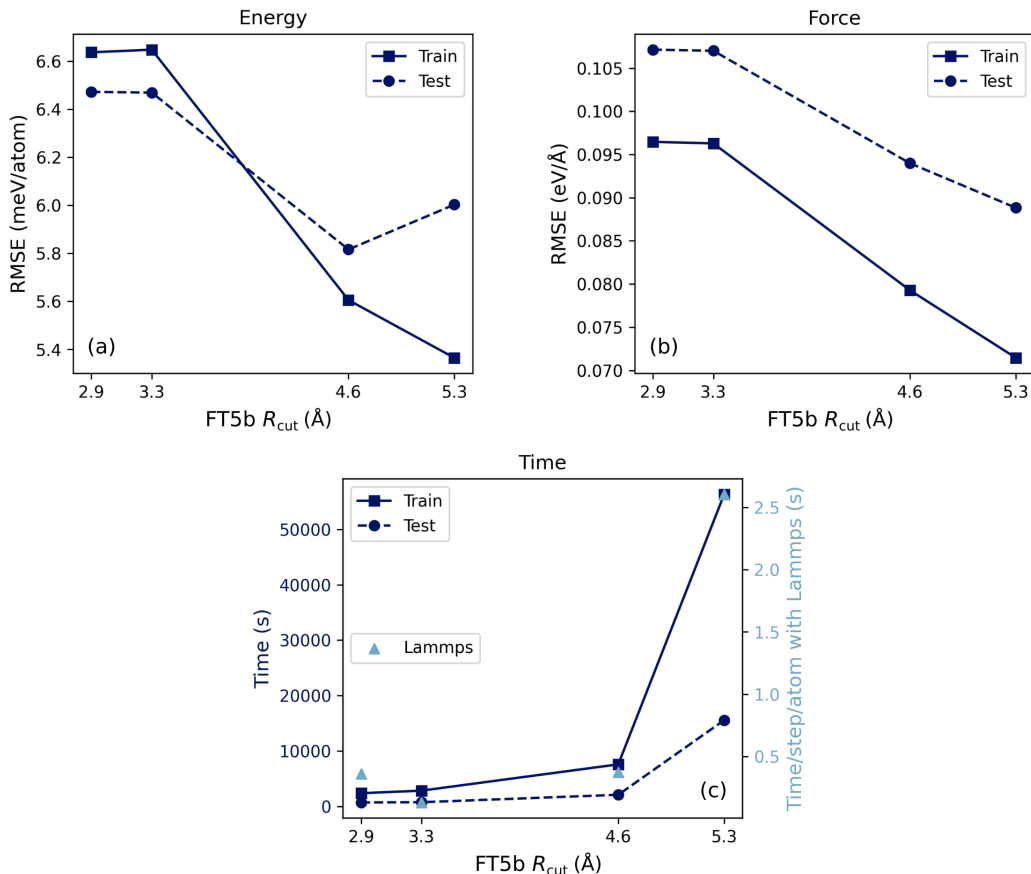 Energy
RMSE (meV/atom)
6.6
6.4
6.2
6.0
5.8
5.6
5.4
Train
Test
(a)
2.9 3.3 4.6 5.3
FT5b R_cut (Å)
Force
RMSE (eV/Å)
0.105
0.100
0.095
0.090
0.085
0.080
0.075
0.070
Train
Test
(b)
2.9 3.3 4.6 5.3
FT5b R_cut (Å)
Time
Time (s)
50000
40000
30000
20000
10000
0
Train
Test
Lammps
2.5
2.0
1.5
1.0
0.5
Time/step/atom with Lammps (s)
(c)
2.9 3.3 4.6 5.3
FT5b R_cut (Å)